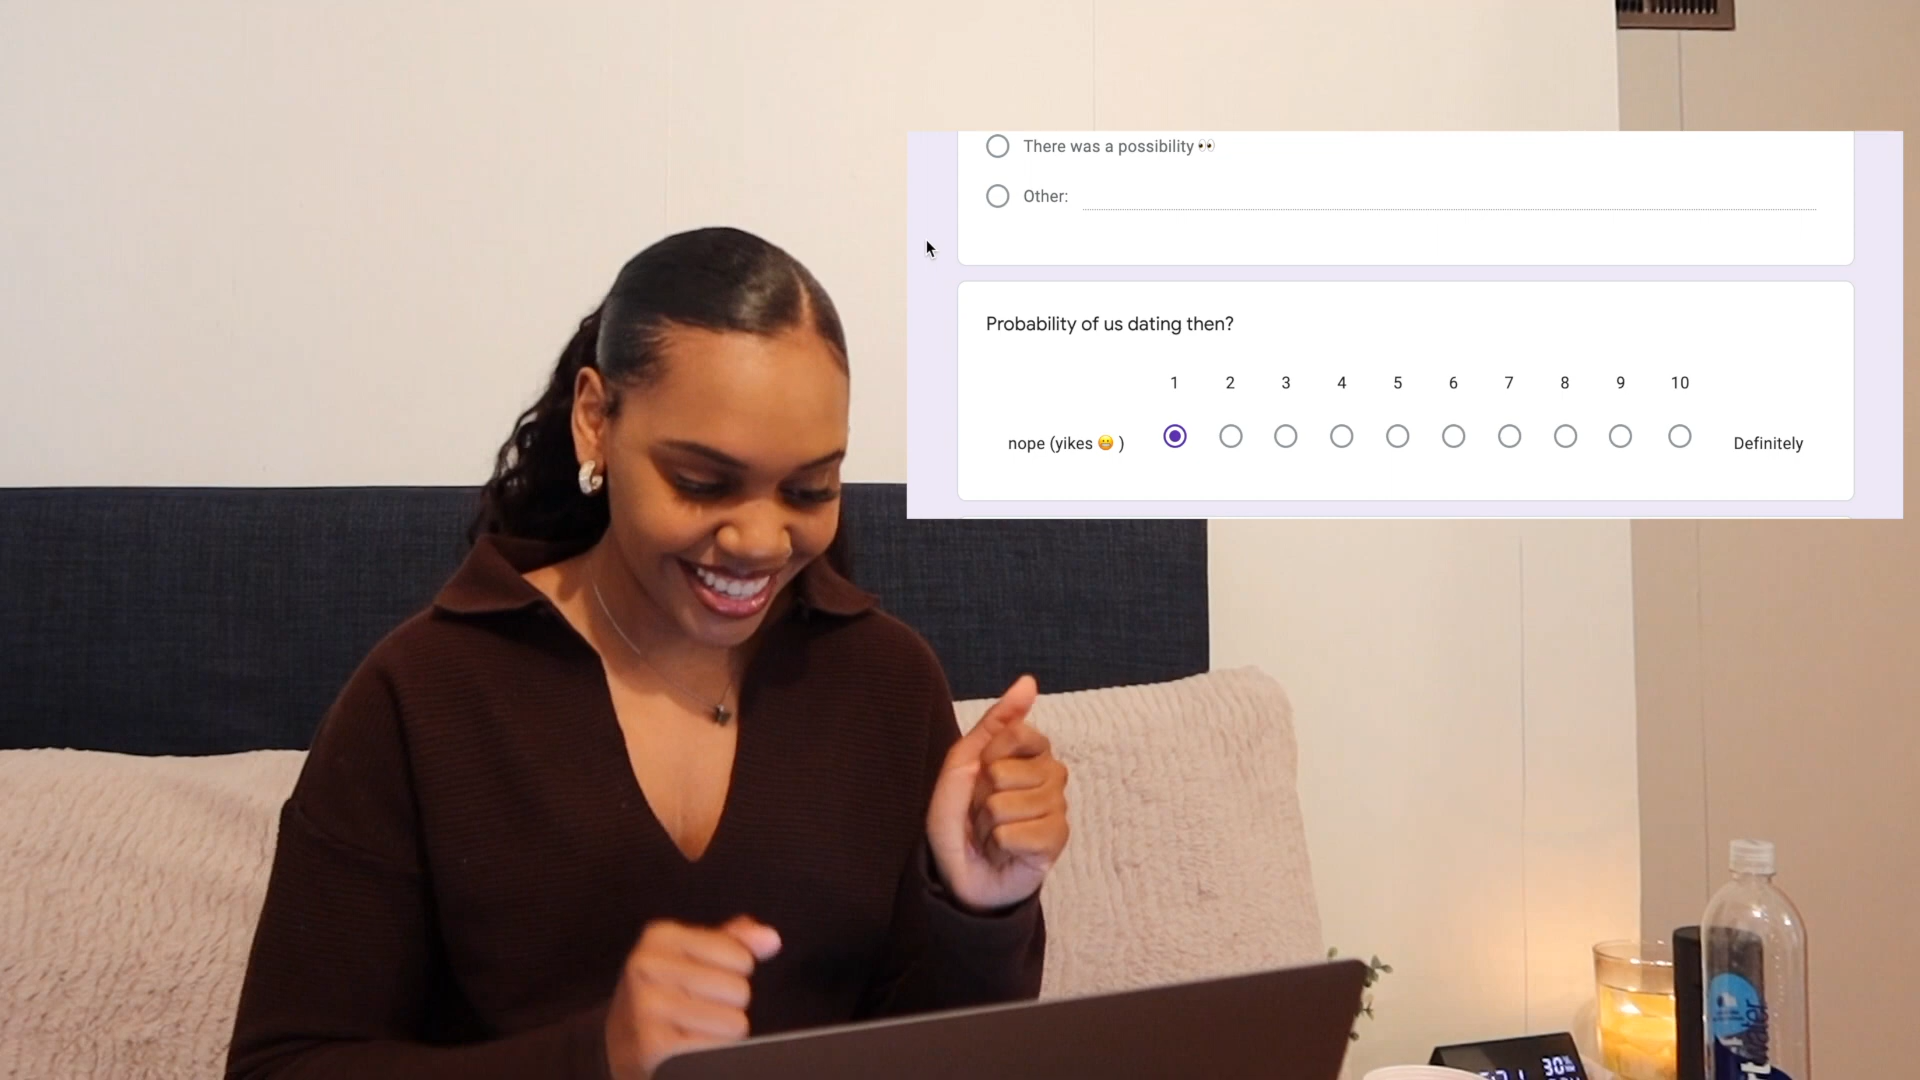 There was a possibility 👀
Other:
Probability of us dating then?
1 2 3 4 5 6 7 8 9 10
nope (yikes 😁 )
Definitely
30